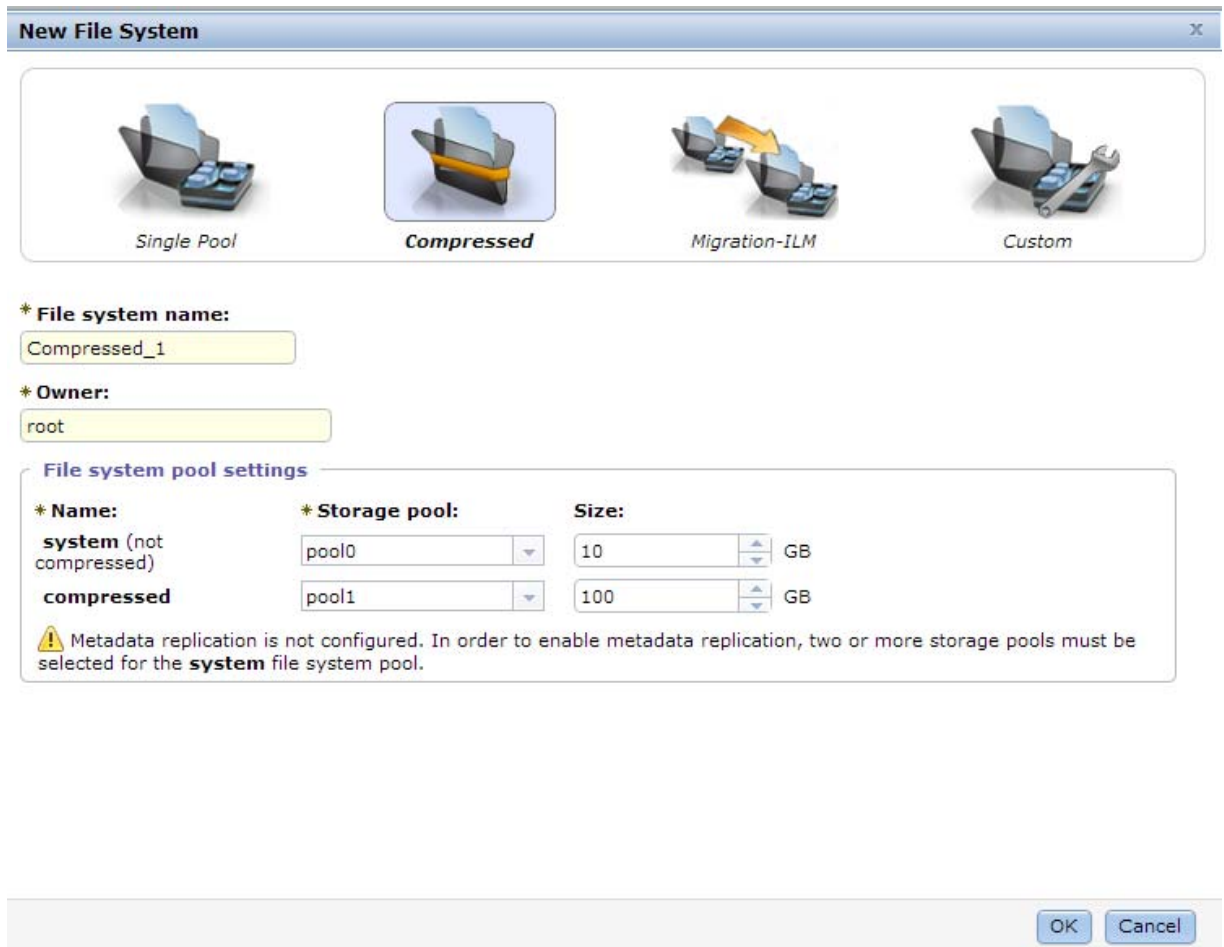 New File System
x
Single Pool
Compressed
Migration-ILM
Custom
* File system name:
Compressed_1
* Owner:
root
File system pool settings
* Name: * Storage pool: Size:
system (not
compressed) pool0 10 GB
compressed pool1 100 GB
Metadata replication is not configured. In order to enable metadata replication, two or more storage pools must be
selected for the system file system pool.
OK Cancel